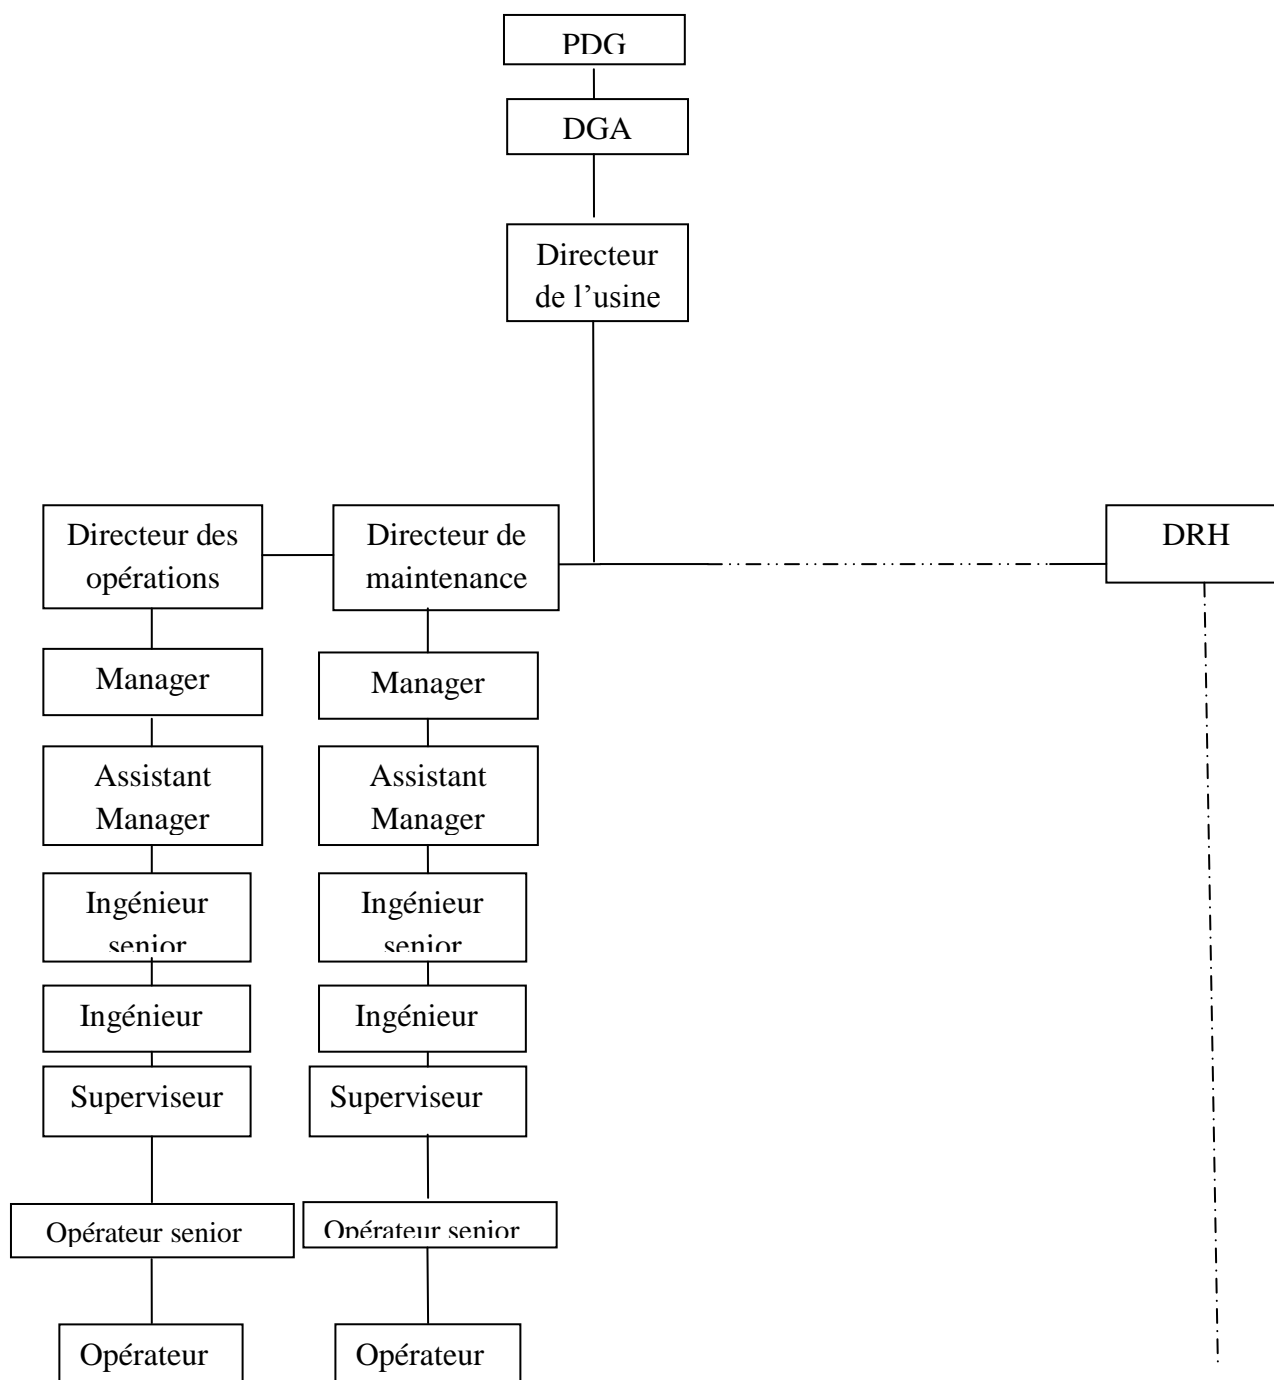 PDG
DGA
Directeur
de l’usine
Directeur des
opérations
Directeur de
maintenance
DRH
Manager
Manager
Assistant
Manager
Assistant
Manager
Ingénieur
senior
Ingénieur
senior
Ingénieur
Ingénieur
Superviseur
Superviseur
Opérateur senior
Opérateur senior
Opérateur
Opérateur